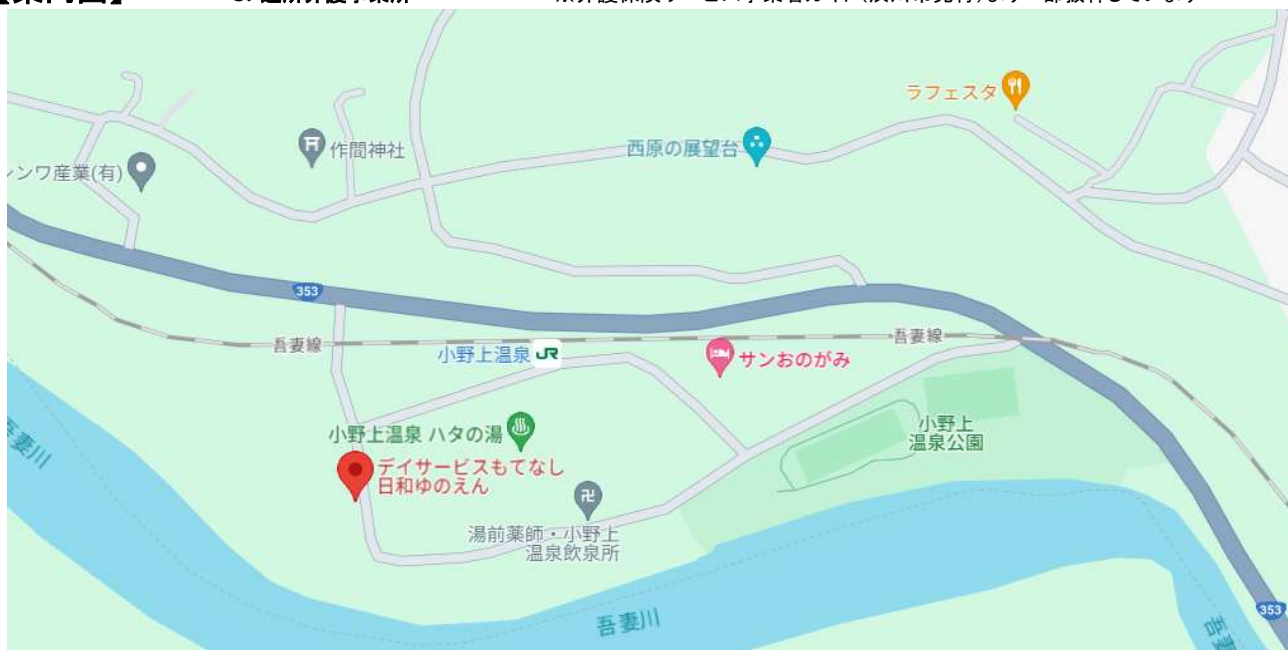 ラフェスタ
作間神社
西原の展望台
ンワ産業(有)
353
吾妻線
吾妻線
小野上温泉 JR
サンおのがみ
小野上
温泉公園
小野上温泉 ハタの湯
吾妻川
デイサービスもてなし
日和ゆのえん
湯前薬師・小野上
温泉飲泉所
吾妻川
353
吾妻